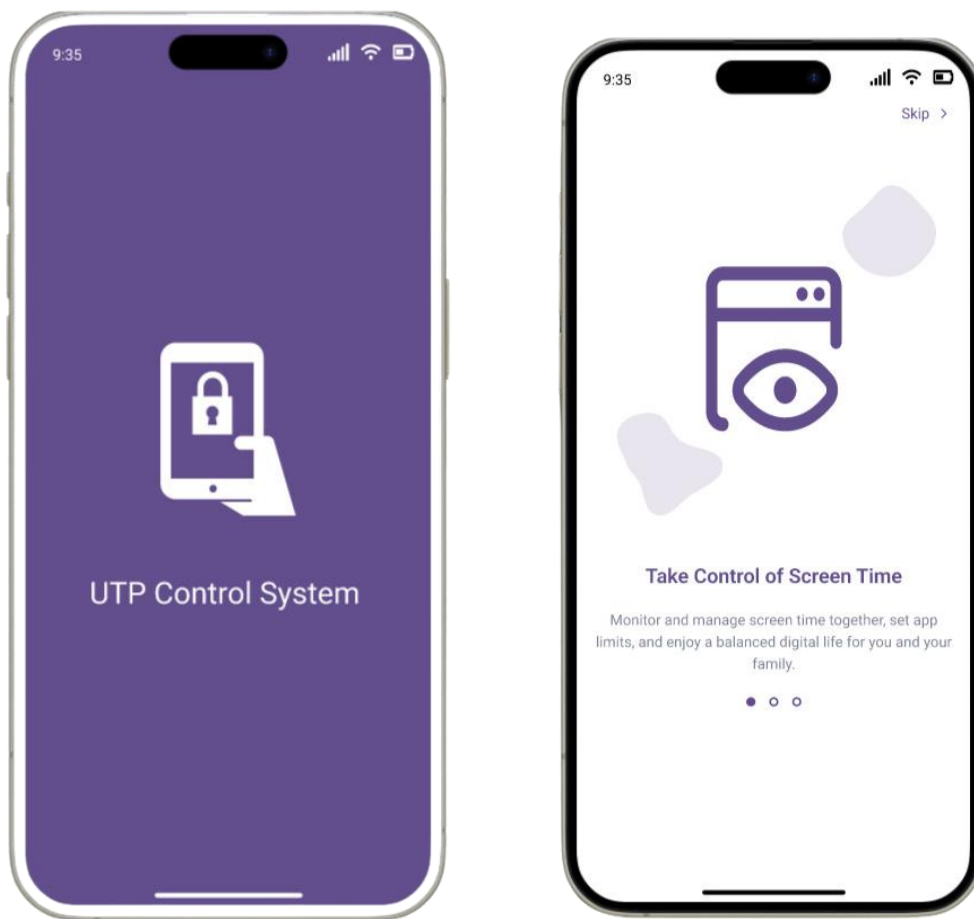 9:35
UTP Control System
9:35
Skip >
Take Control of Screen Time
Monitor and manage screen time together, set app
limits, and enjoy a balanced digital life for you and your
family.